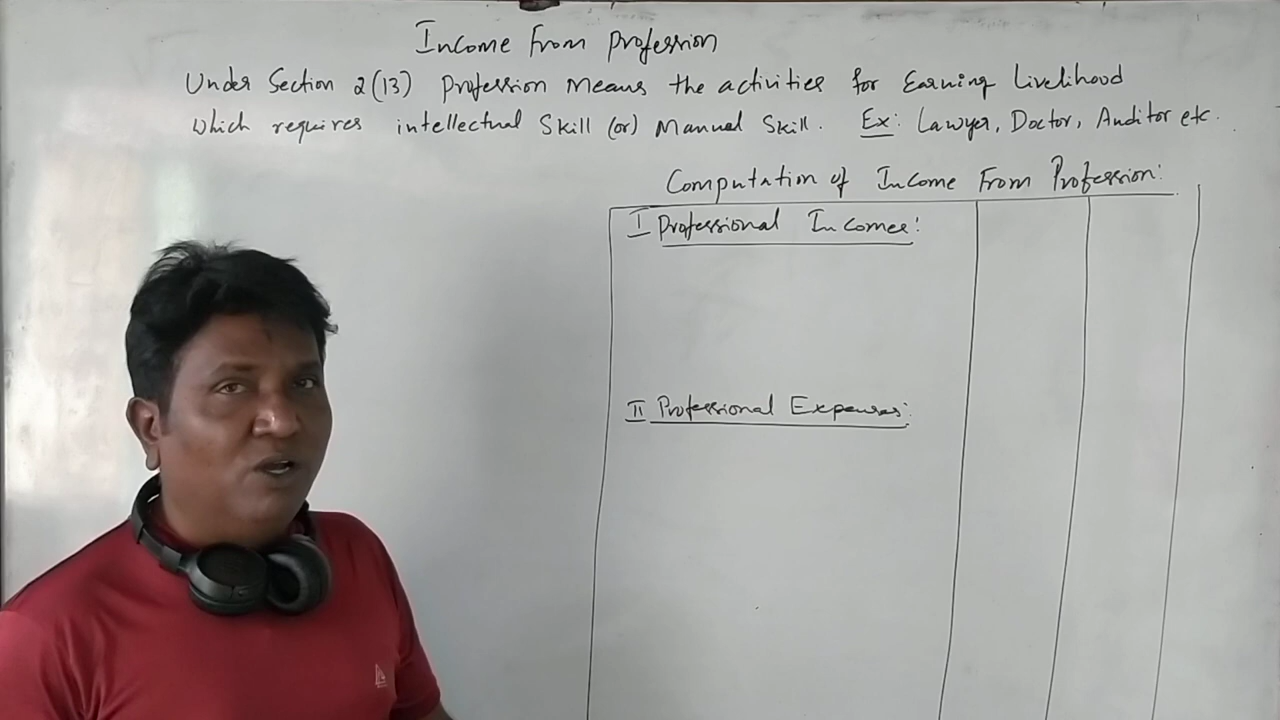 Income From Profession
Under Section 2(13) Profession Means the activities for Earning Livelihood
Which requires intellectual Skill (or) Manual Skill. Ex: Lawyer, Doctor, Auditor etc.
Computation of Income From Profession:
I Professional Incomes:
II Professional Expenses: